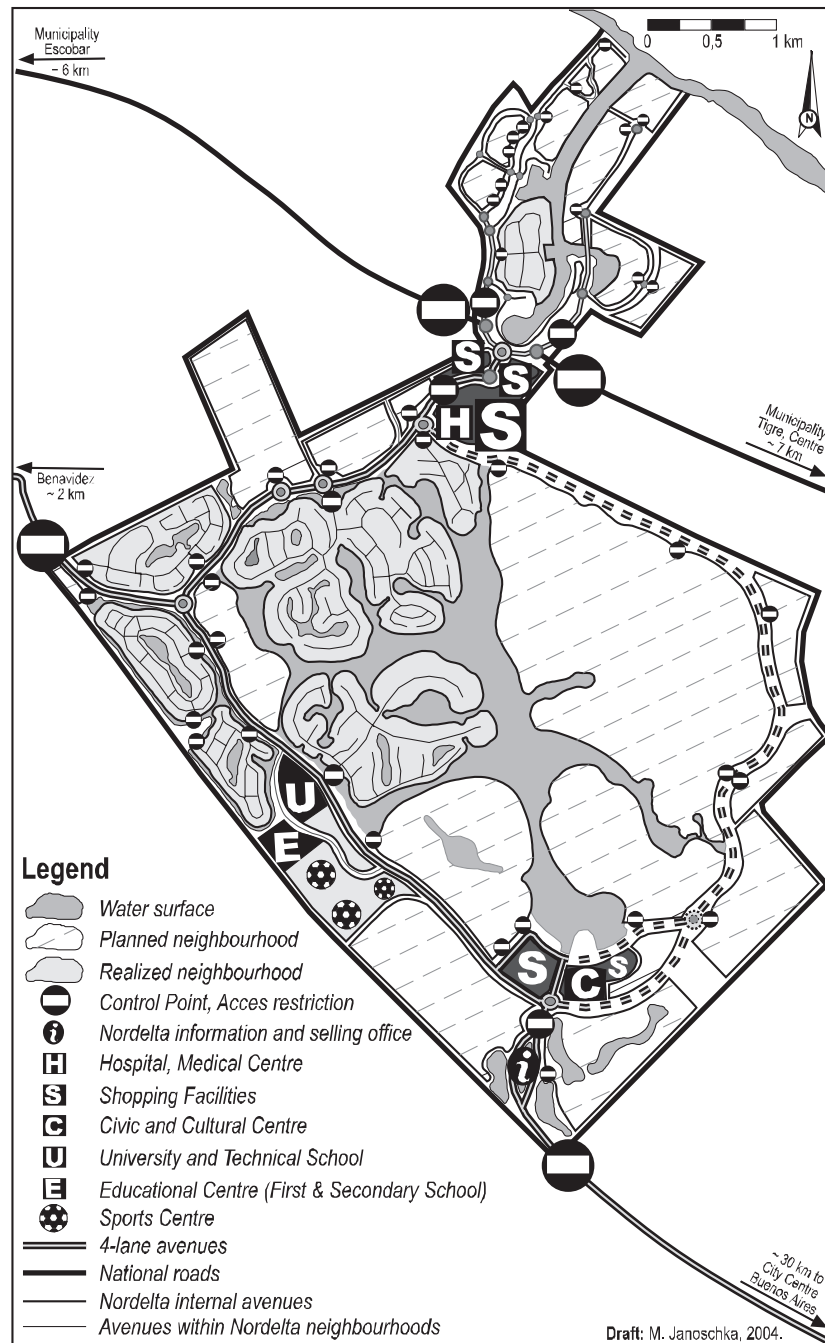 Municipality
Escobar
~ 6 km
0 0,5 1 km
N
S
S
H S
Municipality
Tigre, Centre
~ 7 km
Benavidez
~ 2 km
U
E
S
C
S
i
Legend
Water surface
Planned neighbourhood
Realized neighbourhood
Control Point, Acces restriction
i Nordelta information and selling office
H Hospital, Medical Centre
S Shopping Facilities
C Civic and Cultural Centre
U University and Technical School
E Educational Centre (First & Secondary School)
Sports Centre
4-lane avenues
National roads
Nordelta internal avenues
Avenues within Nordelta neighbourhoods
~ 30 km to
City Centre
Buenos Aires
Draft: M. Janoschka, 2004.